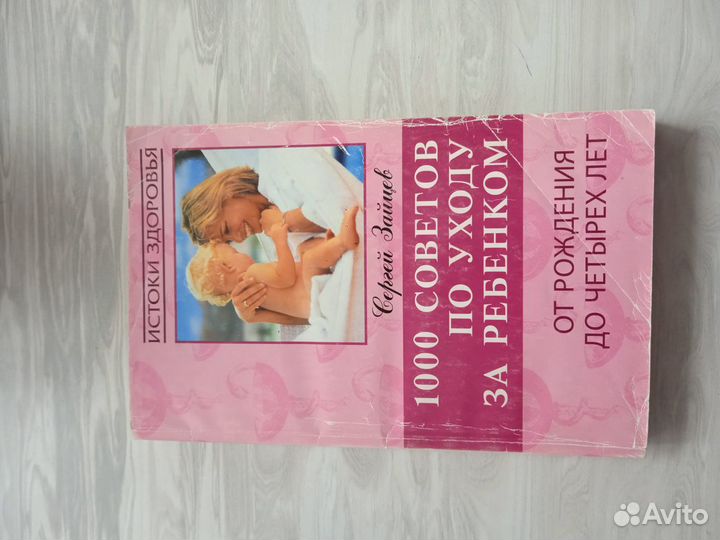 ИСТОКИ ЗДОРОВЬЯ
Сергей Зайцев
1000 СОВЕТОВ
ПО УХОДУ
ЗА РЕБЕНКОМ
ОТ РОЖДЕНИЯ
ДО ЧЕТЫРЕХ ЛЕТ
Avito